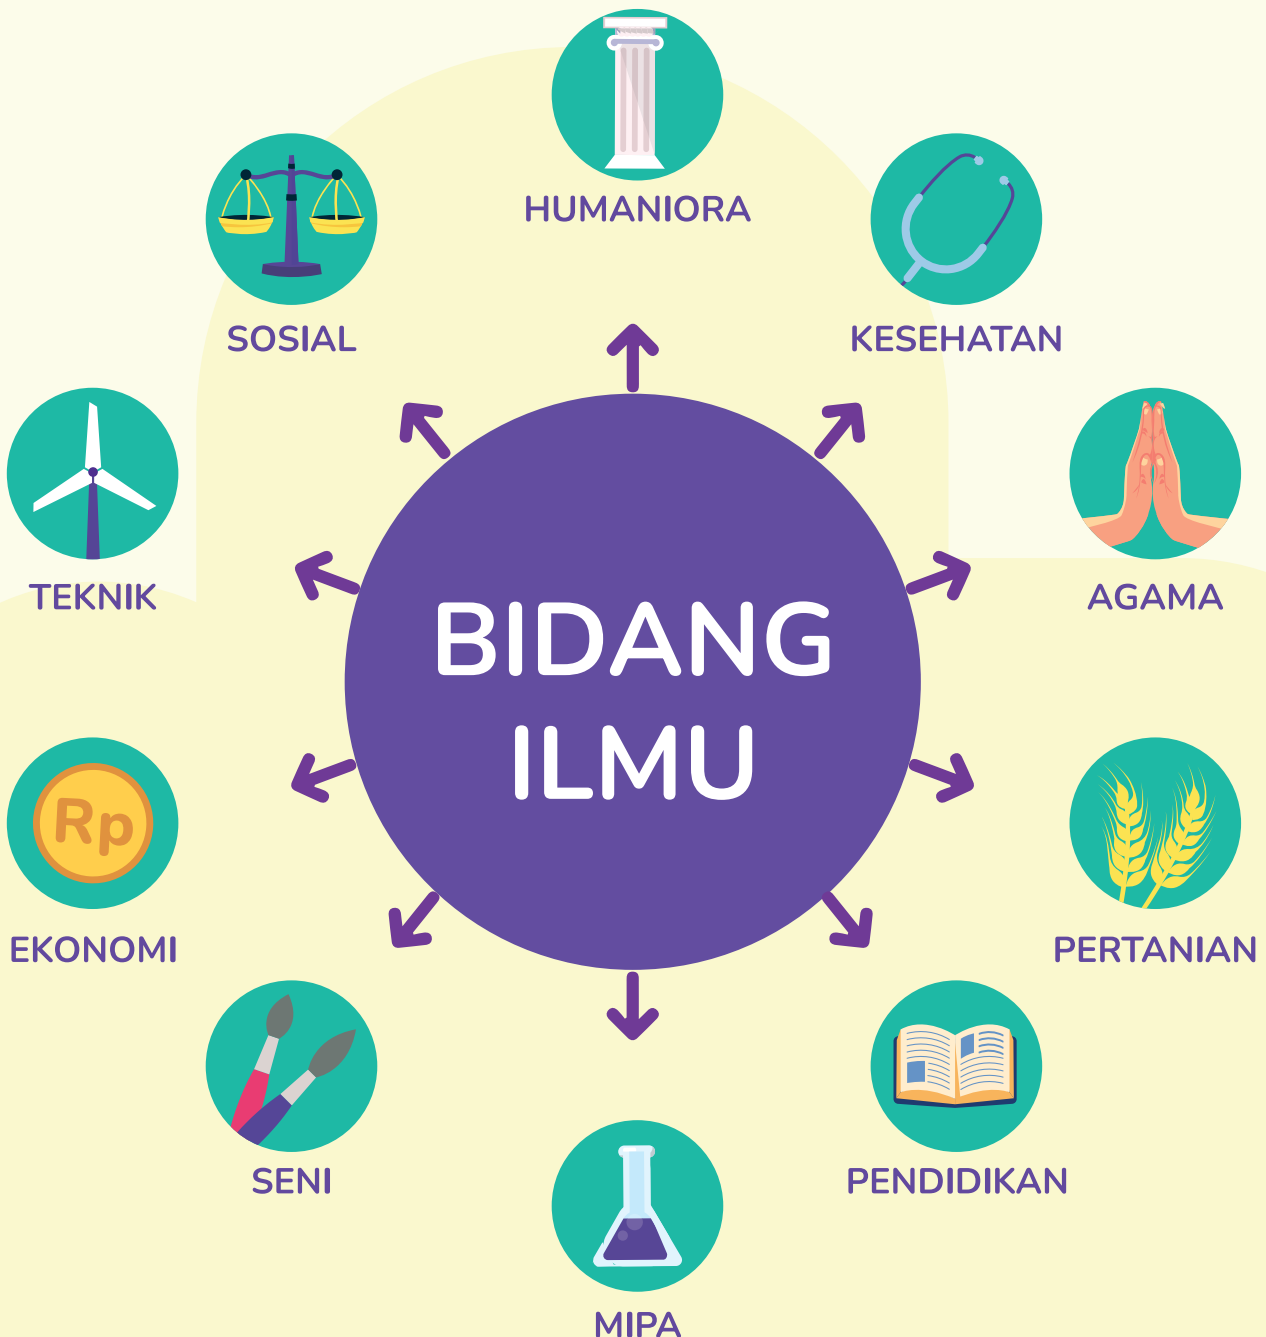 HUMANIORA
SOSIAL
KESEHATAN
TEKNIK
AGAMA
BIDANG
ILMU
Rp
EKONOMI
PERTANIAN
SENI
PENDIDIKAN
MIPA